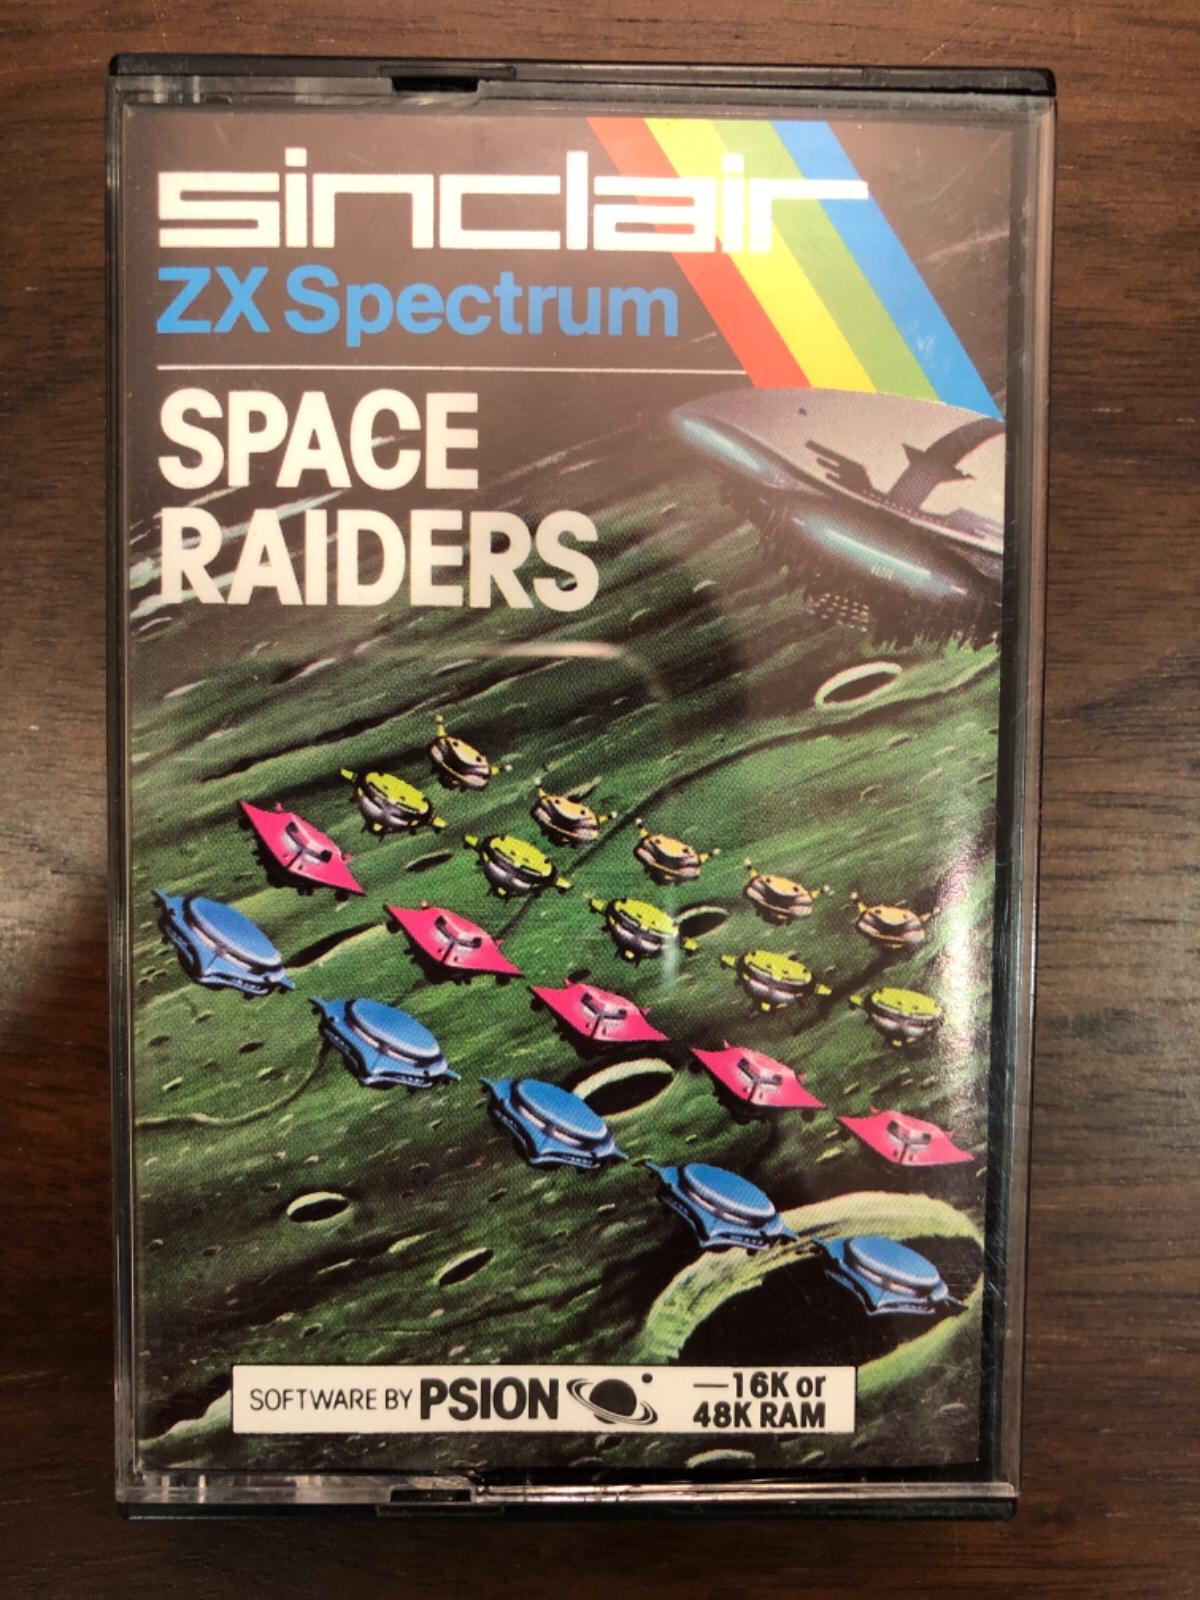 sinclair
ZX Spectrum
SPACE
RAIDERS
SOFTWARE BY PSION
—16K or
48K RAM